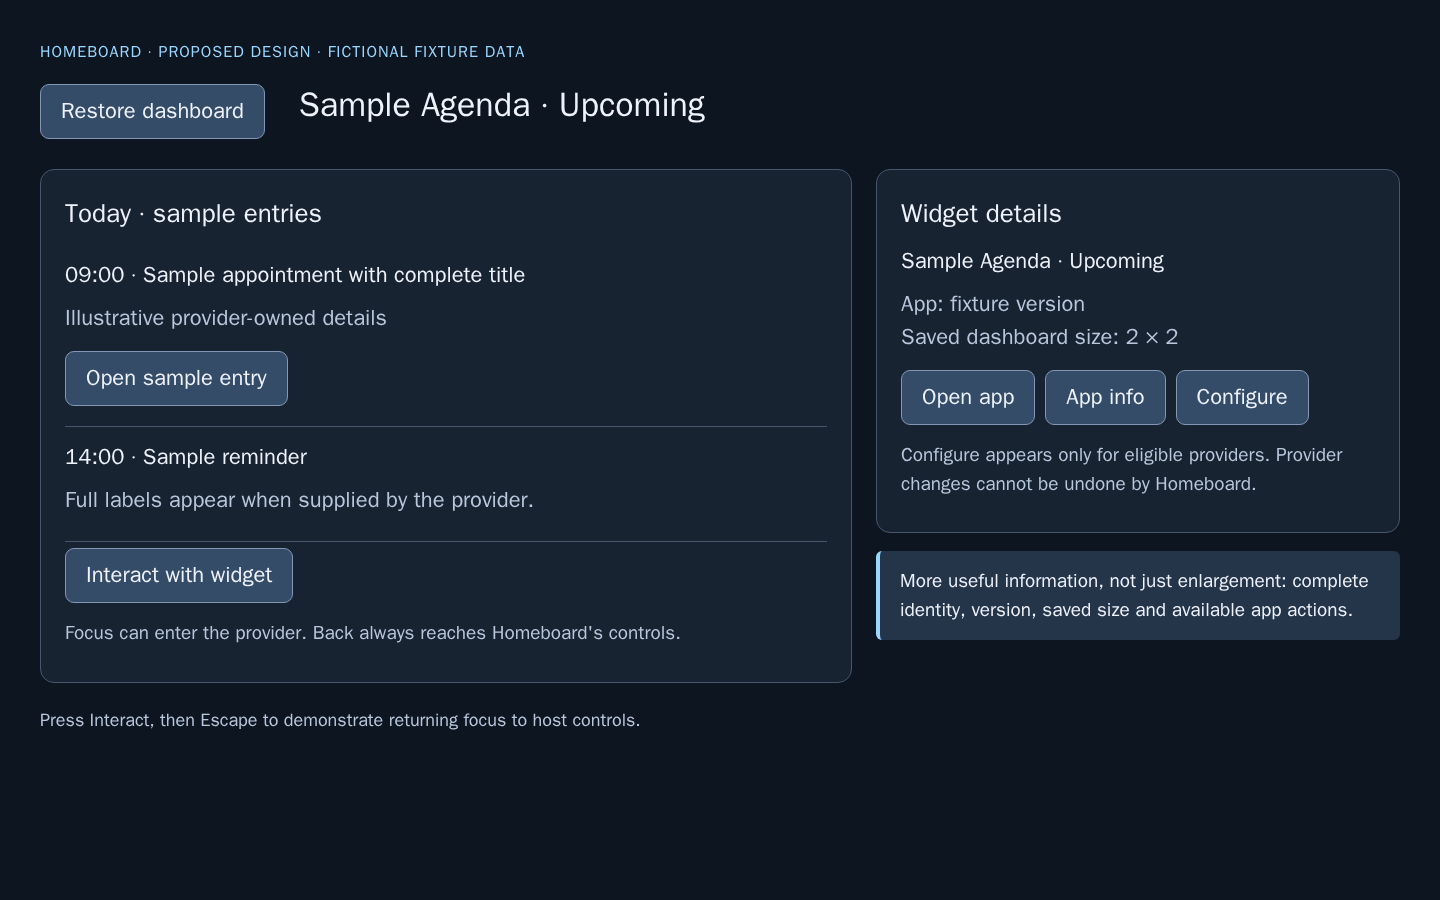 HOMEBOARD · PROPOSED DESIGN · FICTIONAL FIXTURE DATA
Restore dashboard
Sample Agenda · Upcoming
Today · sample entries
09:00 · Sample appointment with complete title
Illustrative provider-owned details
Open sample entry
14:00 · Sample reminder
Full labels appear when supplied by the provider.
Interact with widget
Focus can enter the provider. Back always reaches Homeboard's controls.
Widget details
Sample Agenda · Upcoming
App: fixture version
Saved dashboard size: 2 × 2
Open app
App info
Configure
Configure appears only for eligible providers. Provider
changes cannot be undone by Homeboard.
More useful information, not just enlargement: complete
identity, version, saved size and available app actions.
Press Interact, then Escape to demonstrate returning focus to host controls.